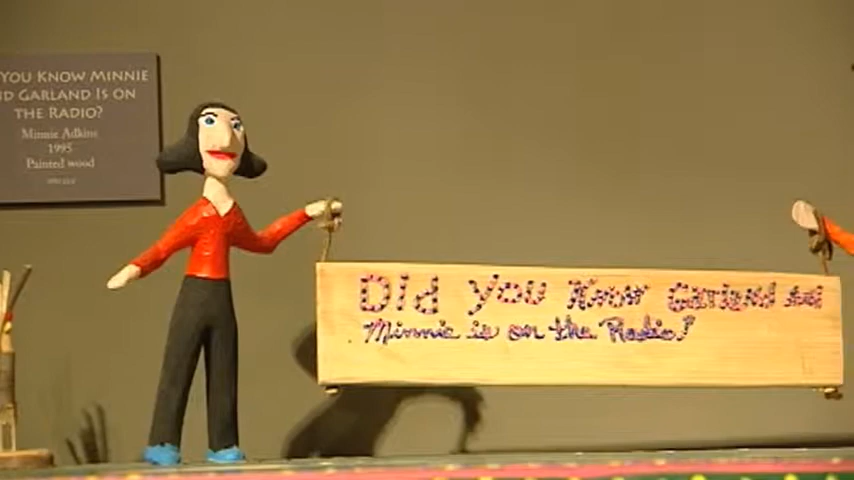 YOU KNOW MINNIE
D GARLAND IS ON
THE RADIO?
Minnie Adkins
1995
Painted wood
Did you Know Garland and
Minnie is on the Radio?